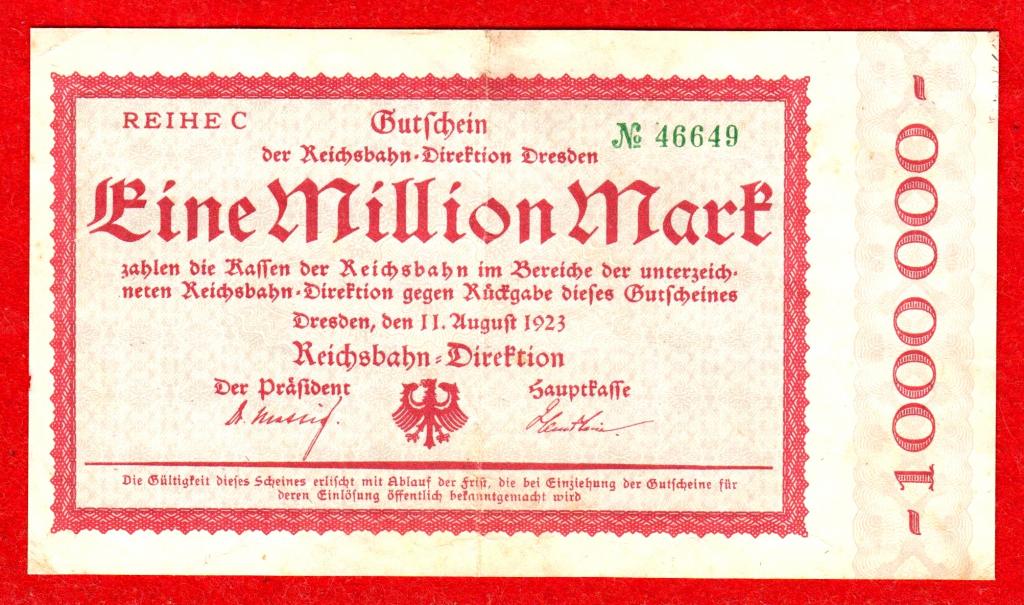 REIHE C
Gutschein
№ 46649
der Reichsbahn-Direktion Dresden
Eine Million Mark
zahlen die Kassen der Reichsbahn im Bereiche der unterzeich-
neten Reichsbahn-Direktion gegen Rückgabe dieses Gutscheines
Dresden, den 11. August 1923
Reichsbahn-Direktion
Der Präsident
Hauptkasse
Die Gültigkeit dieses Scheines erlischt mit Ablauf der Frist, die bei Einziehung der Gutscheine für
deren Einlösung öffentlich bekanntgemacht wird
- 1 000 000 -